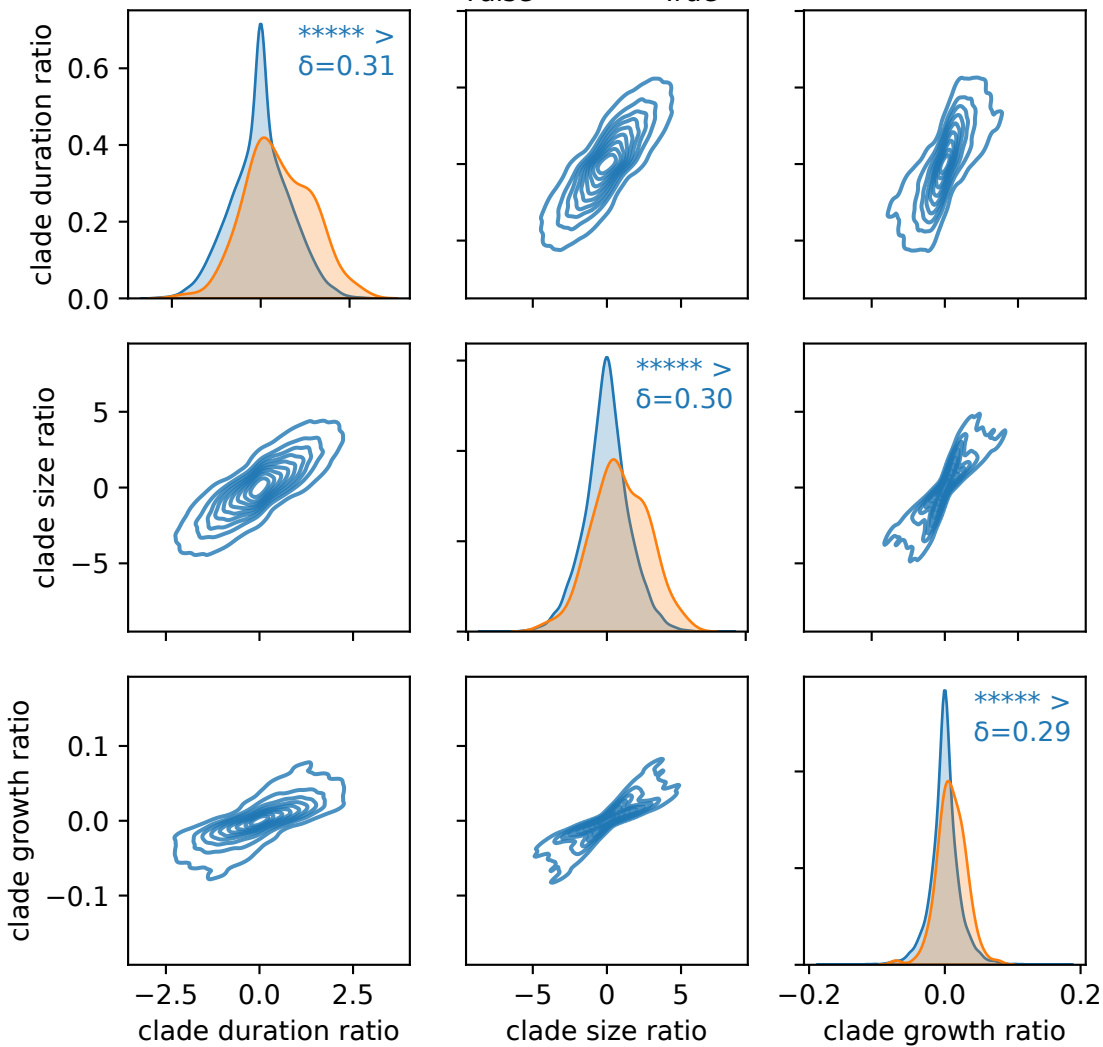 ***** >
δ=0.31
0.6
0.4
0.2
0.0
clade duration ratio
***** >
δ=0.30
5
0
−5
clade size ratio
***** >
δ=0.29
0.1
0.0
−0.1
clade growth ratio
−2.5 0.0 2.5
−5 0 5
−0.2 0.0 0.2
clade duration ratio
clade size ratio
clade growth ratio